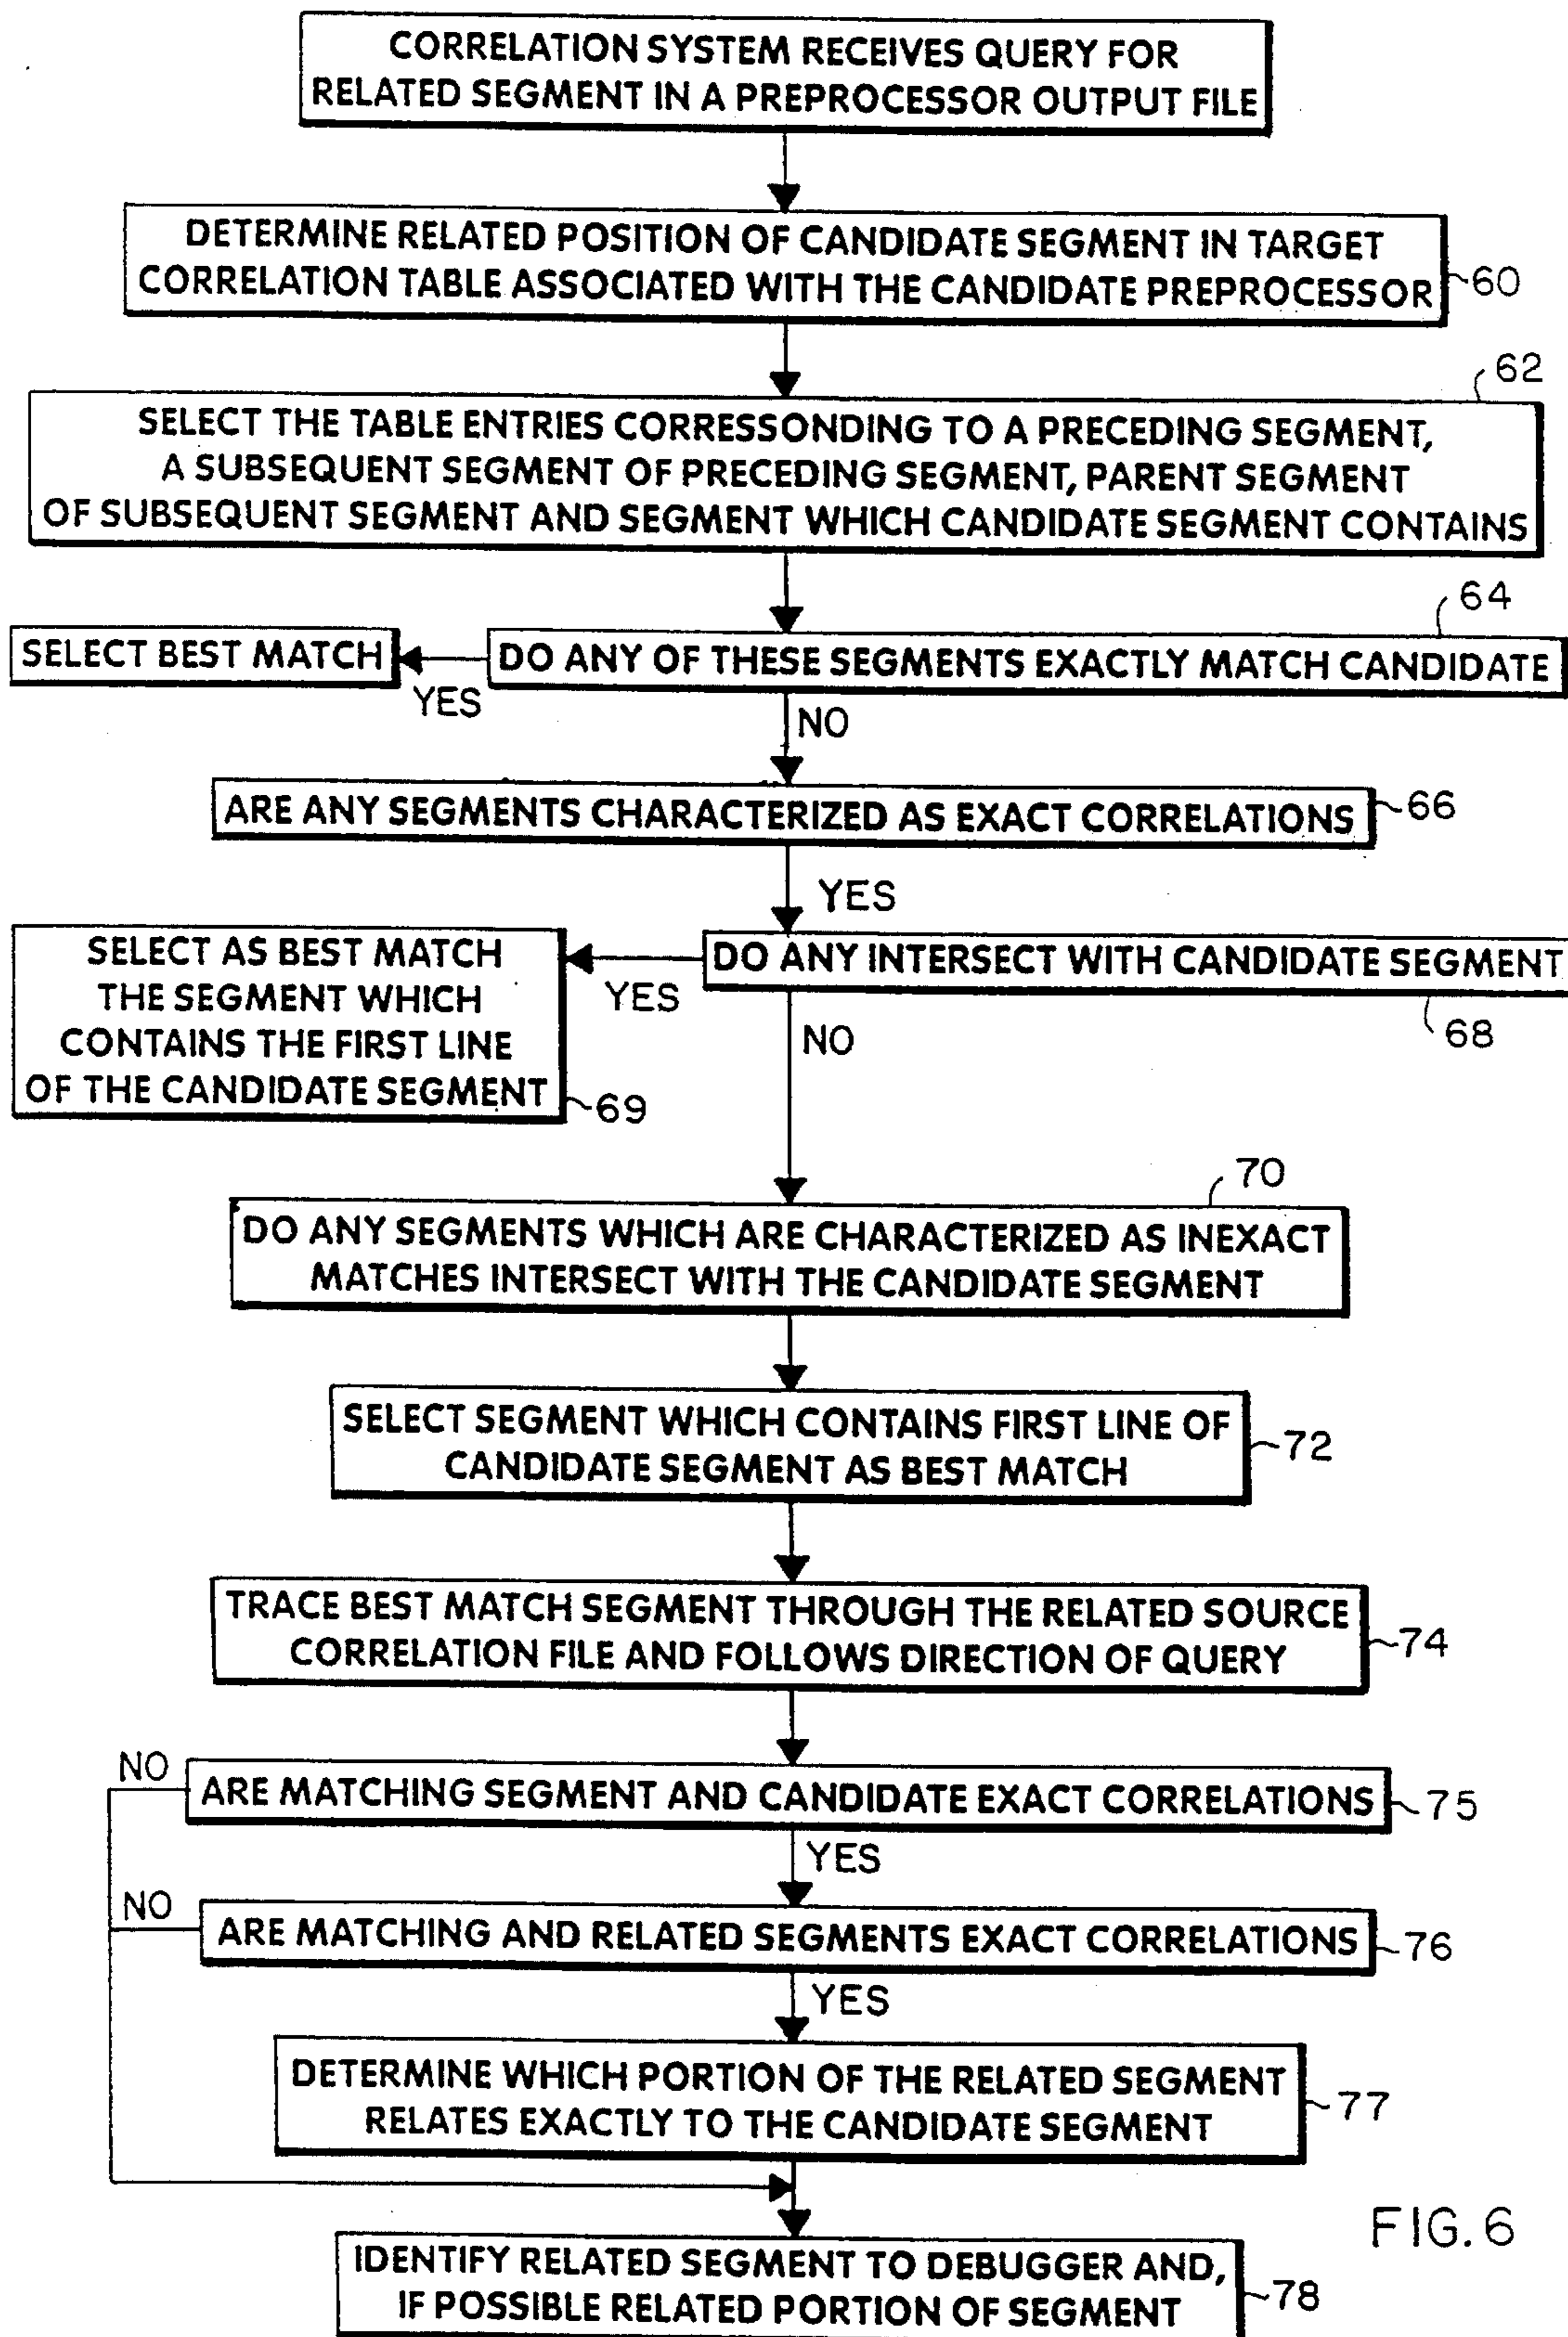 CORRELATION SYSTEM RECEIVES QUERY FOR
RELATED SEGMENT IN A PREPROCESSOR OUTPUT FILE
DETERMINE RELATED POSITION OF CANDIDATE SEGMENT IN TARGET
CORRELATION TABLE ASSOCIATED WITH THE CANDIDATE PREPROCESSOR
60
62
SELECT THE TABLE ENTRIES CORRESSONDING TO A PRECEDING SEGMENT,
A SUBSEQUENT SEGMENT OF PRECEDING SEGMENT, PARENT SEGMENT
OF SUBSEQUENT SEGMENT AND SEGMENT WHICH CANDIDATE SEGMENT CONTAINS
64
SELECT BEST MATCH
YES
DO ANY OF THESE SEGMENTS EXACTLY MATCH CANDIDATE
NO
ARE ANY SEGMENTS CHARACTERIZED AS EXACT CORRELATIONS
66
YES
SELECT AS BEST MATCH
THE SEGMENT WHICH
CONTAINS THE FIRST LINE
OF THE CANDIDATE SEGMENT
69
YES
DO ANY INTERSECT WITH CANDIDATE SEGMENT
68
NO
70
DO ANY SEGMENTS WHICH ARE CHARACTERIZED AS INEXACT
MATCHES INTERSECT WITH THE CANDIDATE SEGMENT
SELECT SEGMENT WHICH CONTAINS FIRST LINE OF
CANDIDATE SEGMENT AS BEST MATCH
72
TRACE BEST MATCH SEGMENT THROUGH THE RELATED SOURCE
CORRELATION FILE AND FOLLOWS DIRECTION OF QUERY
74
NO
ARE MATCHING SEGMENT AND CANDIDATE EXACT CORRELATIONS
75
YES
NO
ARE MATCHING AND RELATED SEGMENTS EXACT CORRELATIONS
76
YES
DETERMINE WHICH PORTION OF THE RELATED SEGMENT
RELATES EXACTLY TO THE CANDIDATE SEGMENT
77
IDENTIFY RELATED SEGMENT TO DEBUGGER AND,
IF POSSIBLE RELATED PORTION OF SEGMENT
78
FIG. 6